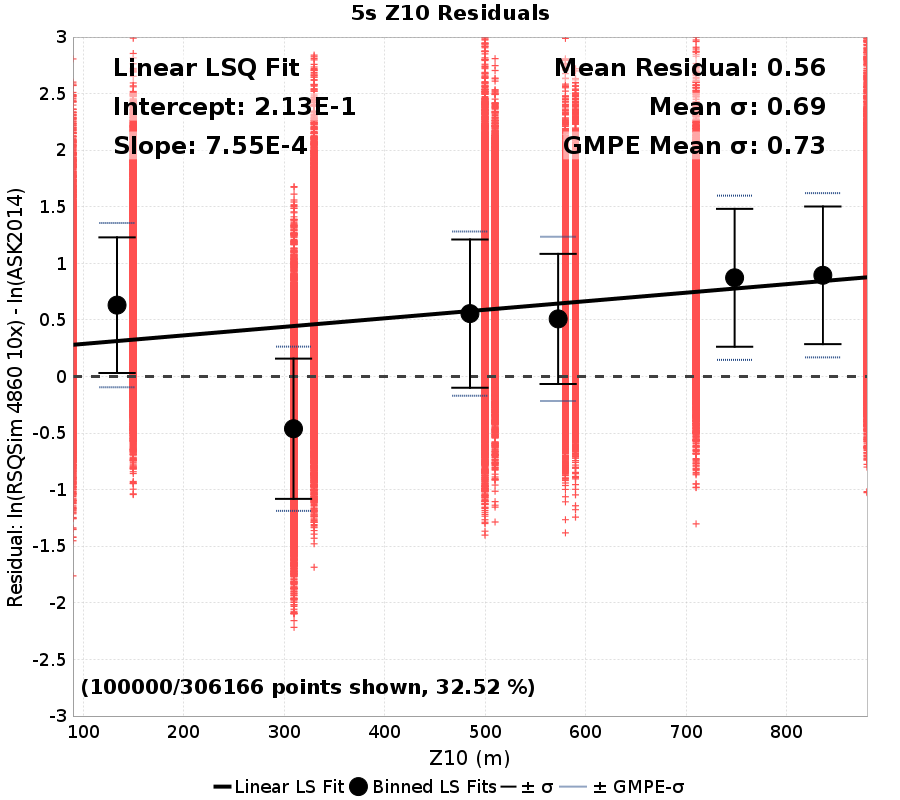 5s Z10 Residuals
Linear LSQ Fit
Intercept: 2.13E-1
Slope: 7.55E-4
Mean Residual: 0.56
Mean σ: 0.69
GMPE Mean σ: 0.73
Residual: ln(RSQSim 4860 10x) - ln(ASK2014)
3
2.5
2
1.5
1
0.5
0
-0.5
-1
-1.5
-2
-2.5
-3
(100000/306166 points shown, 32.52 %)
100 200 300 400 500 600 700 800
Z10 (m)
Linear LS Fit Binned LS Fits ± σ ± GMPE-σ